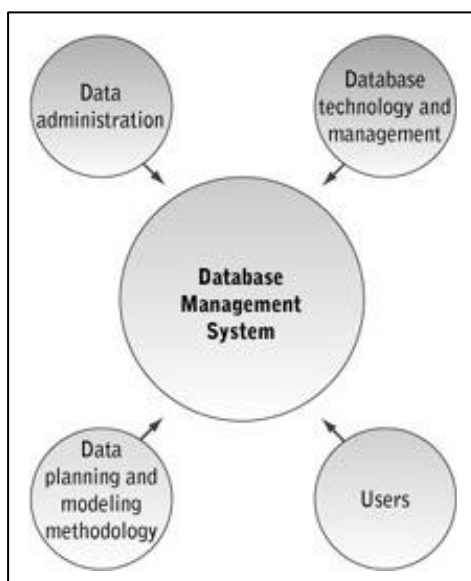 Data
administration
Database
technology and
management
Database
Management
System
Data
planning and
modeling
methodology
Users